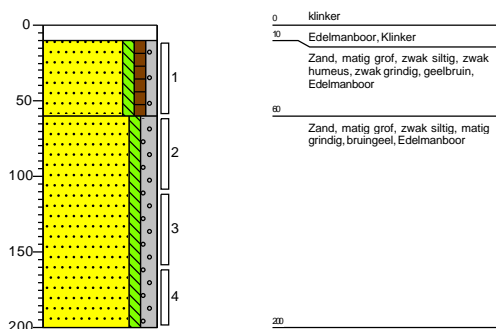 0
50
100
150
200
1
2
3
4
0 klinker
10 Edelmanboor, Klinker
Zand, matig grof, zwak siltig, zwak
humeus, zwak grindig, geelbruin,
Edelmanboor
60
Zand, matig grof, zwak siltig, matig
grindig, bruingeel, Edelmanboor
200